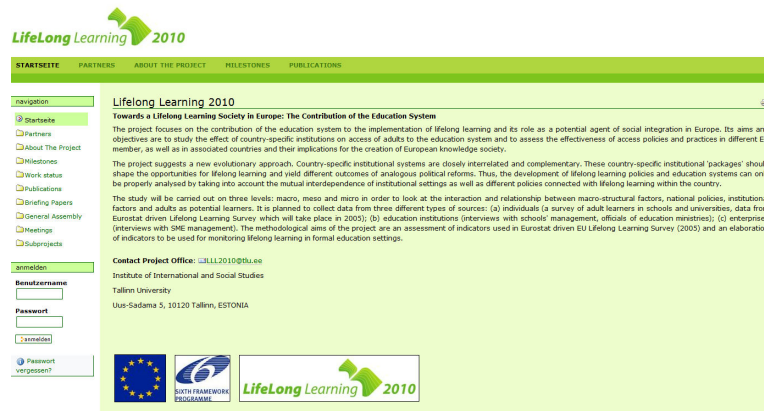 LifeLong Learning 2010
STARTSEITE PARTNERS ABOUT THE PROJECT MILESTONES PUBLICATIONS
navigation
Startseite
Partners
About The Project
Milestones
Work status
Publications
Briefing Papers
General Assembly
Meetings
Subprojects
anmelden
Benutzername
Passwort
anmelden
Passwort
vergessen?
Lifelong Learning 2010
Towards a Lifelong Learning Society in Europe: The Contribution of the Education System
The project focuses on the contribution of the education system to the implementation of lifelong learning and its role as a potential agent of social integration in Europe. Its aims an
objectives are to study the effect of country-specific institutions on access of adults to the education system and to assess the effectiveness of access policies and practices in different E
member, as well as in associated countries and their implications for the creation of European knowledge society.
The project suggests a new evolutionary approach. Country-specific institutional systems are closely interrelated and complementary. These country-specific institutional 'packages' shoul
shape the opportunities for lifelong learning and yield different outcomes of analogous political reforms. Thus, the development of lifelong learning policies and education systems can onl
be properly analysed by taking into account the mutual interdependence of institutional settings as well as different policies connected with lifelong learning within the country.
The study will be carried out on three levels: macro, meso and micro in order to look at the interaction and relationship between macro-structural factors, national policies, institutiona
factors and adults as potential learners. It is planned to collect data from three different types of sources: (a) individuals (a survey of adult learners in schools and universities, data from
Eurostat driven Lifelong Learning Survey which will take place in 2005); (b) education institutions (interviews with schools' management, officials of education ministries); (c) enterprise
(interviews with SME management). The methodological aims of the project are an assessment of indicators used in Eurostat driven EU Lifelong Learning Survey (2005) and an elaboration
of indicators to be used for monitoring lifelong learning in formal education settings.
Contact Project Office: LLL2010@tlu.ee
Institute of International and Social Studies
Tallinn University
Uus-Sadama 5, 10120 Tallinn, ESTONIA
SIXTH FRAMEWORK
PROGRAMME
LifeLong Learning 2010